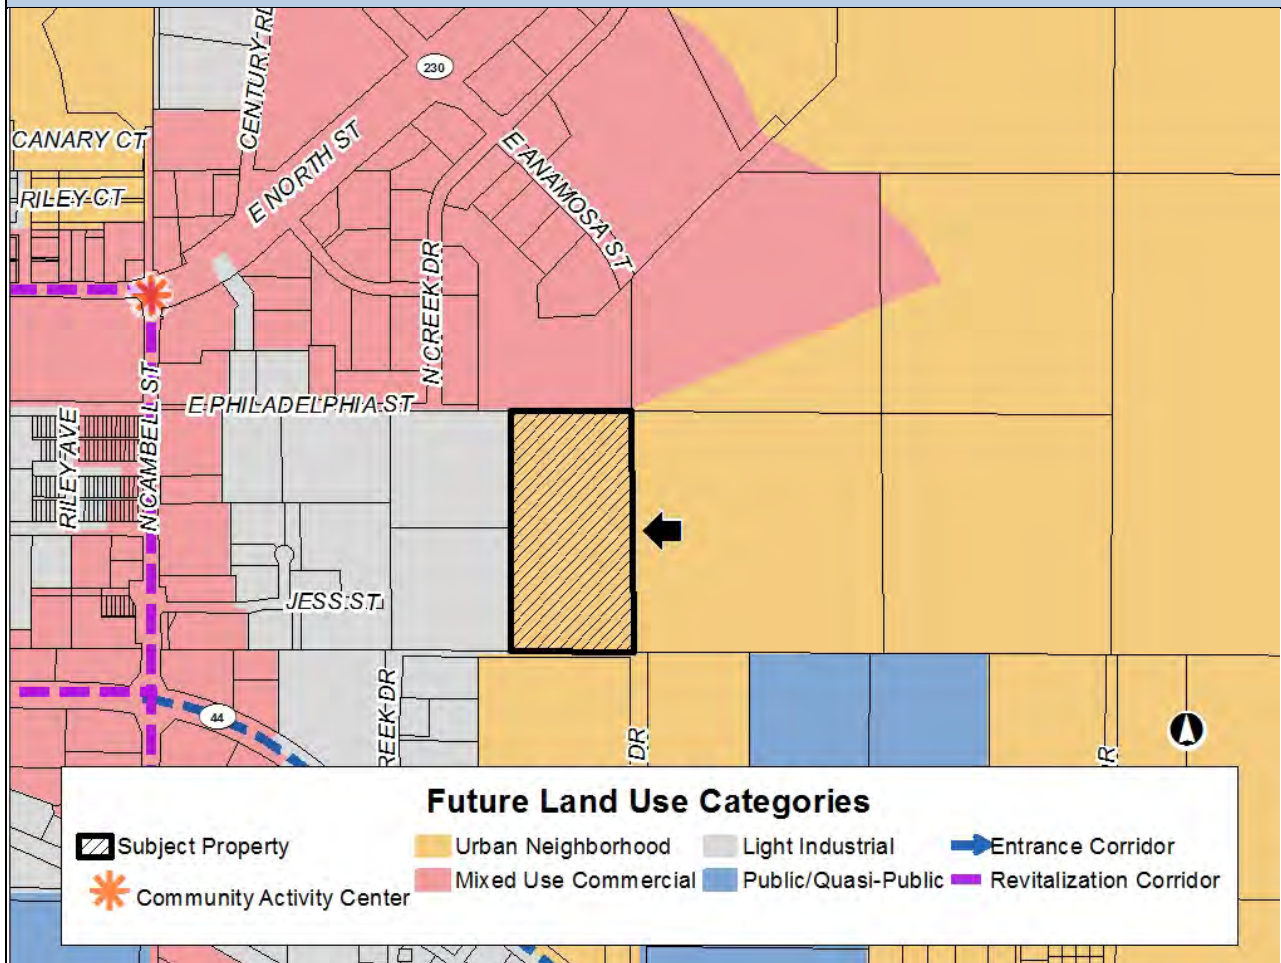 230
CENTURY RD
CANARY CT
E NORTH ST
E ANAMOSA ST
RILEY CT
N CREEK DR
N CAMBELL ST
E PHILADELPHIA ST
RILEY AVE
JESS ST
44
REEK DR
DR
DR
Future Land Use Categories
Subject Property
Urban Neighborhood
Light Industrial
Entrance Corridor
Community Activity Center
Mixed Use Commercial
Public/Quasi-Public
Revitalization Corridor